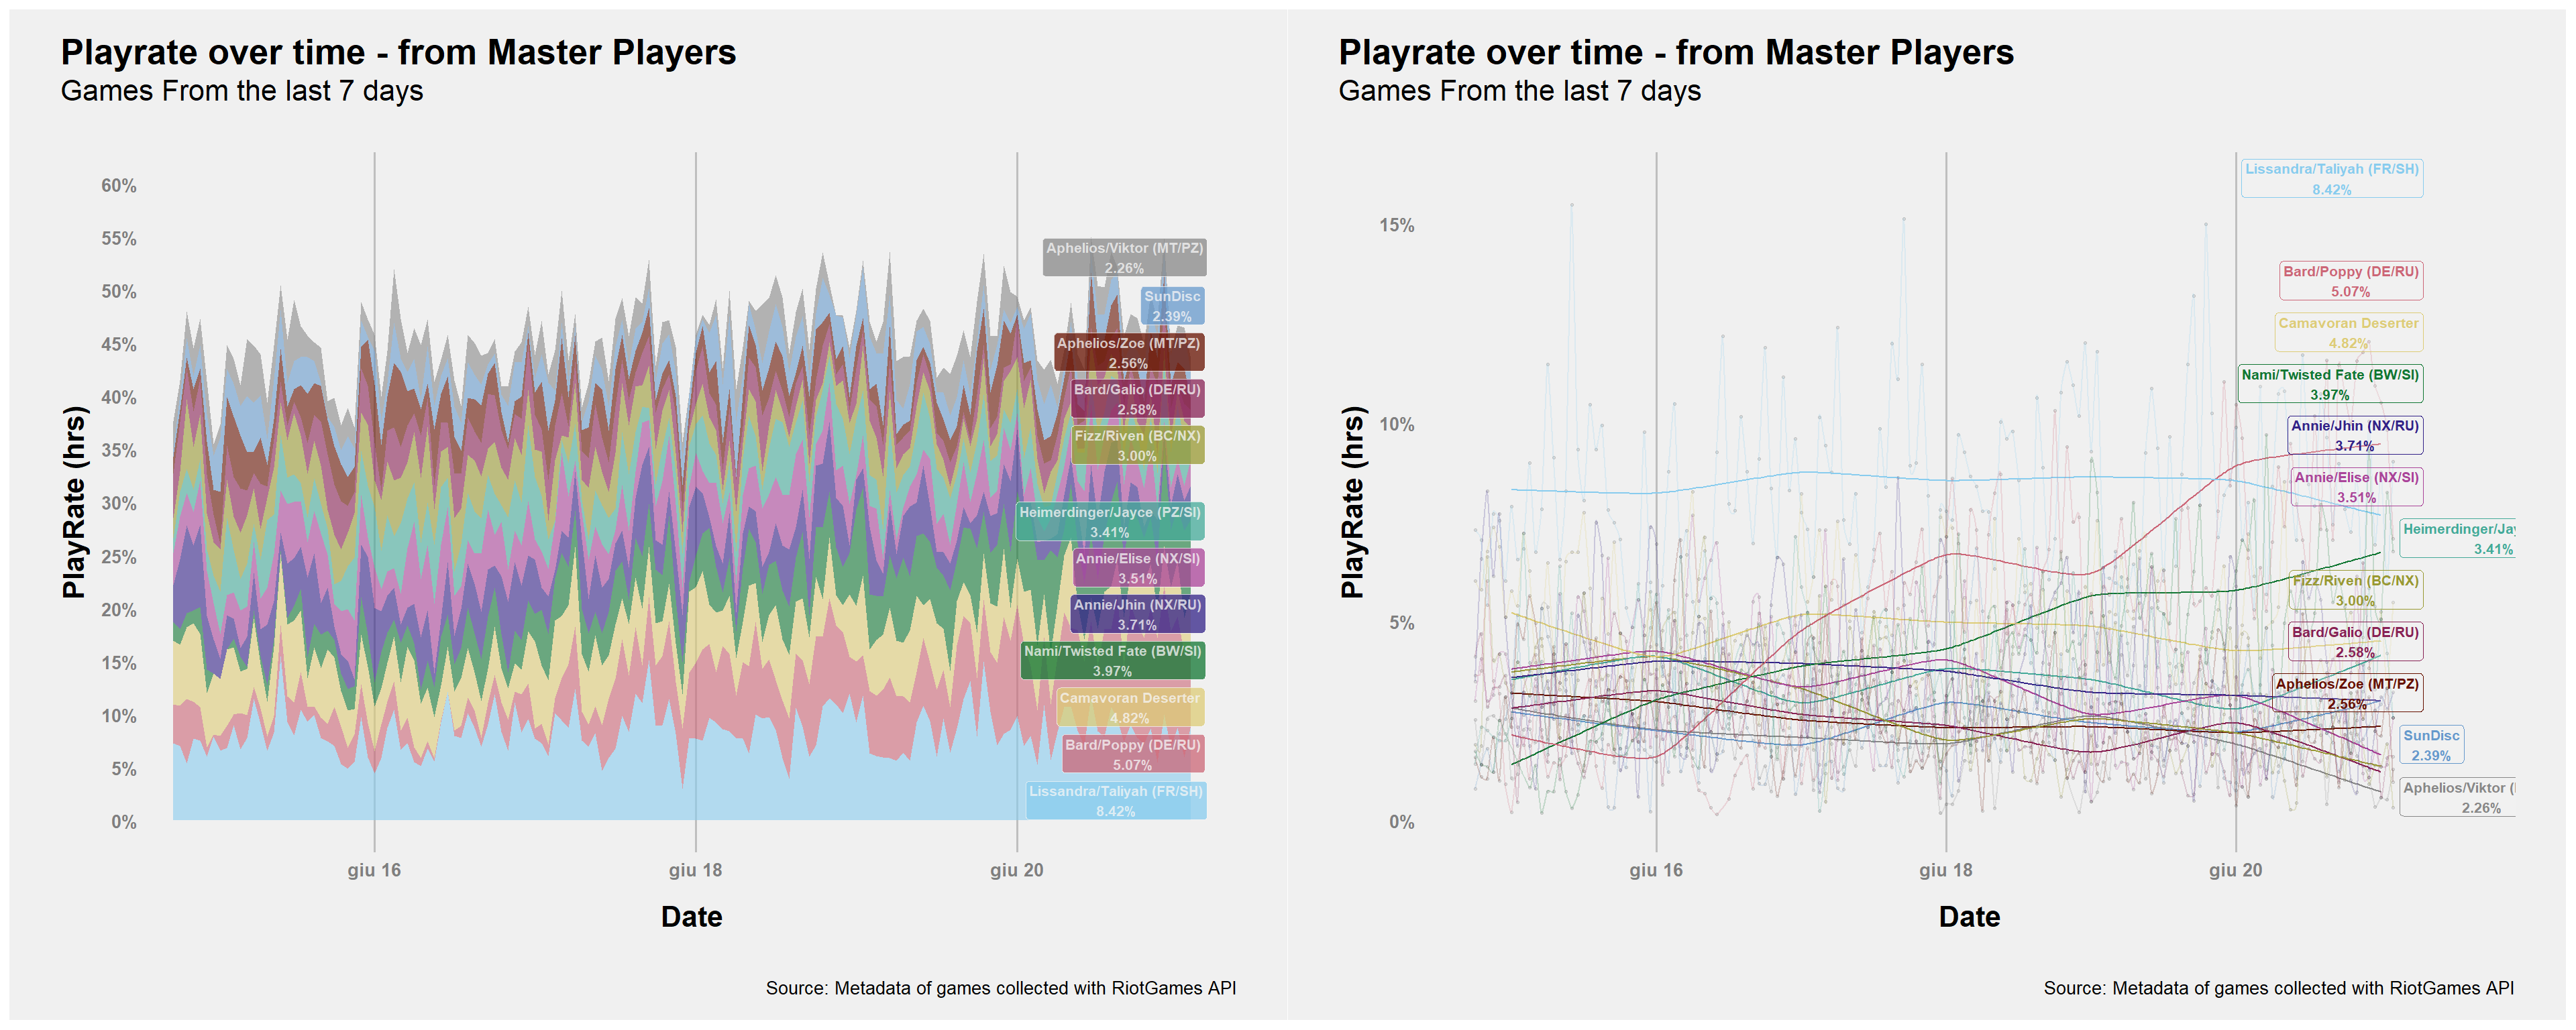 Playrate over time - from Master Players
Games From the last 7 days
PlayRate (hrs)
60%
55%
50%
45%
40%
35%
30%
25%
20%
15%
10%
5%
0%
Aphelios/Viktor (MT/PZ)
2.26%
SunDisc
2.39%
Aphelios/Zoe (MT/PZ)
2.56%
Bard/Galio (DE/RU)
2.58%
Fizz/Riven (BC/NX)
3.00%
Heimerdinger/Jayce (PZ/SI)
3.41%
Annie/Elise (NX/SI)
3.51%
Annie/Jhin (NX/RU)
3.71%
Nami/Twisted Fate (BW/SI)
3.97%
Camavoran Deserter
4.82%
Bard/Poppy (DE/RU)
5.07%
Lissandra/Taliyah (FR/SH)
8.42%
giu 16
giu 18
giu 20
Date
Source: Metadata of games collected with RiotGames API
Playrate over time - from Master Players
Games From the last 7 days
PlayRate (hrs)
15%
10%
5%
0%
Lissandra/Taliyah (FR/SH)
8.42%
Bard/Poppy (DE/RU)
5.07%
Camavoran Deserter
4.82%
Nami/Twisted Fate (BW/SI)
3.97%
Annie/Jhin (NX/RU)
3.71%
Annie/Elise (NX/SI)
3.51%
Heimerdinger/Jay
3.41%
Fizz/Riven (BC/NX)
3.00%
Bard/Galio (DE/RU)
2.58%
Aphelios/Zoe (MT/PZ)
2.56%
SunDisc
2.39%
Aphelios/Viktor (
2.26%
giu 16
giu 18
giu 20
Date
Source: Metadata of games collected with RiotGames API